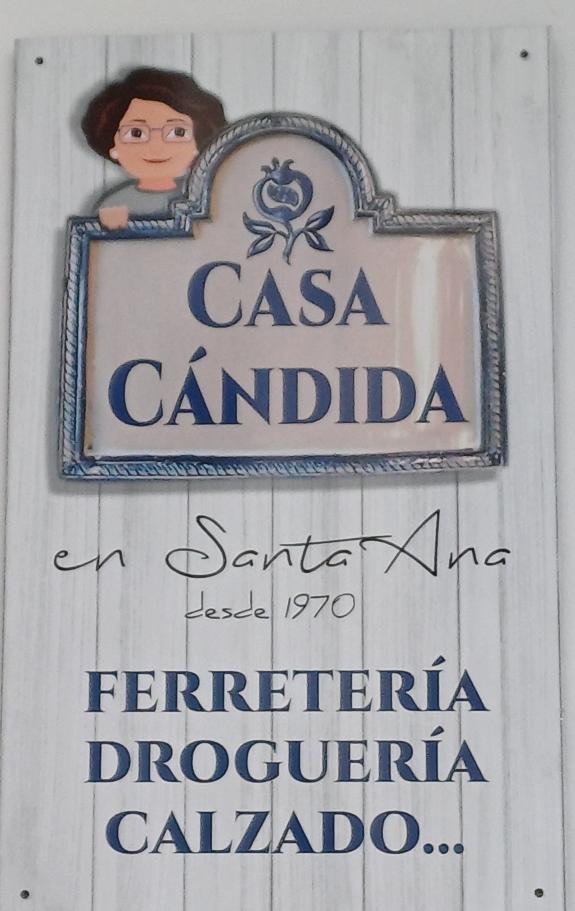 CASA
CÁNDIDA
en Santa Ana
desde 1970
FERRETERÍA
DROGUERÍA
CALZADO...